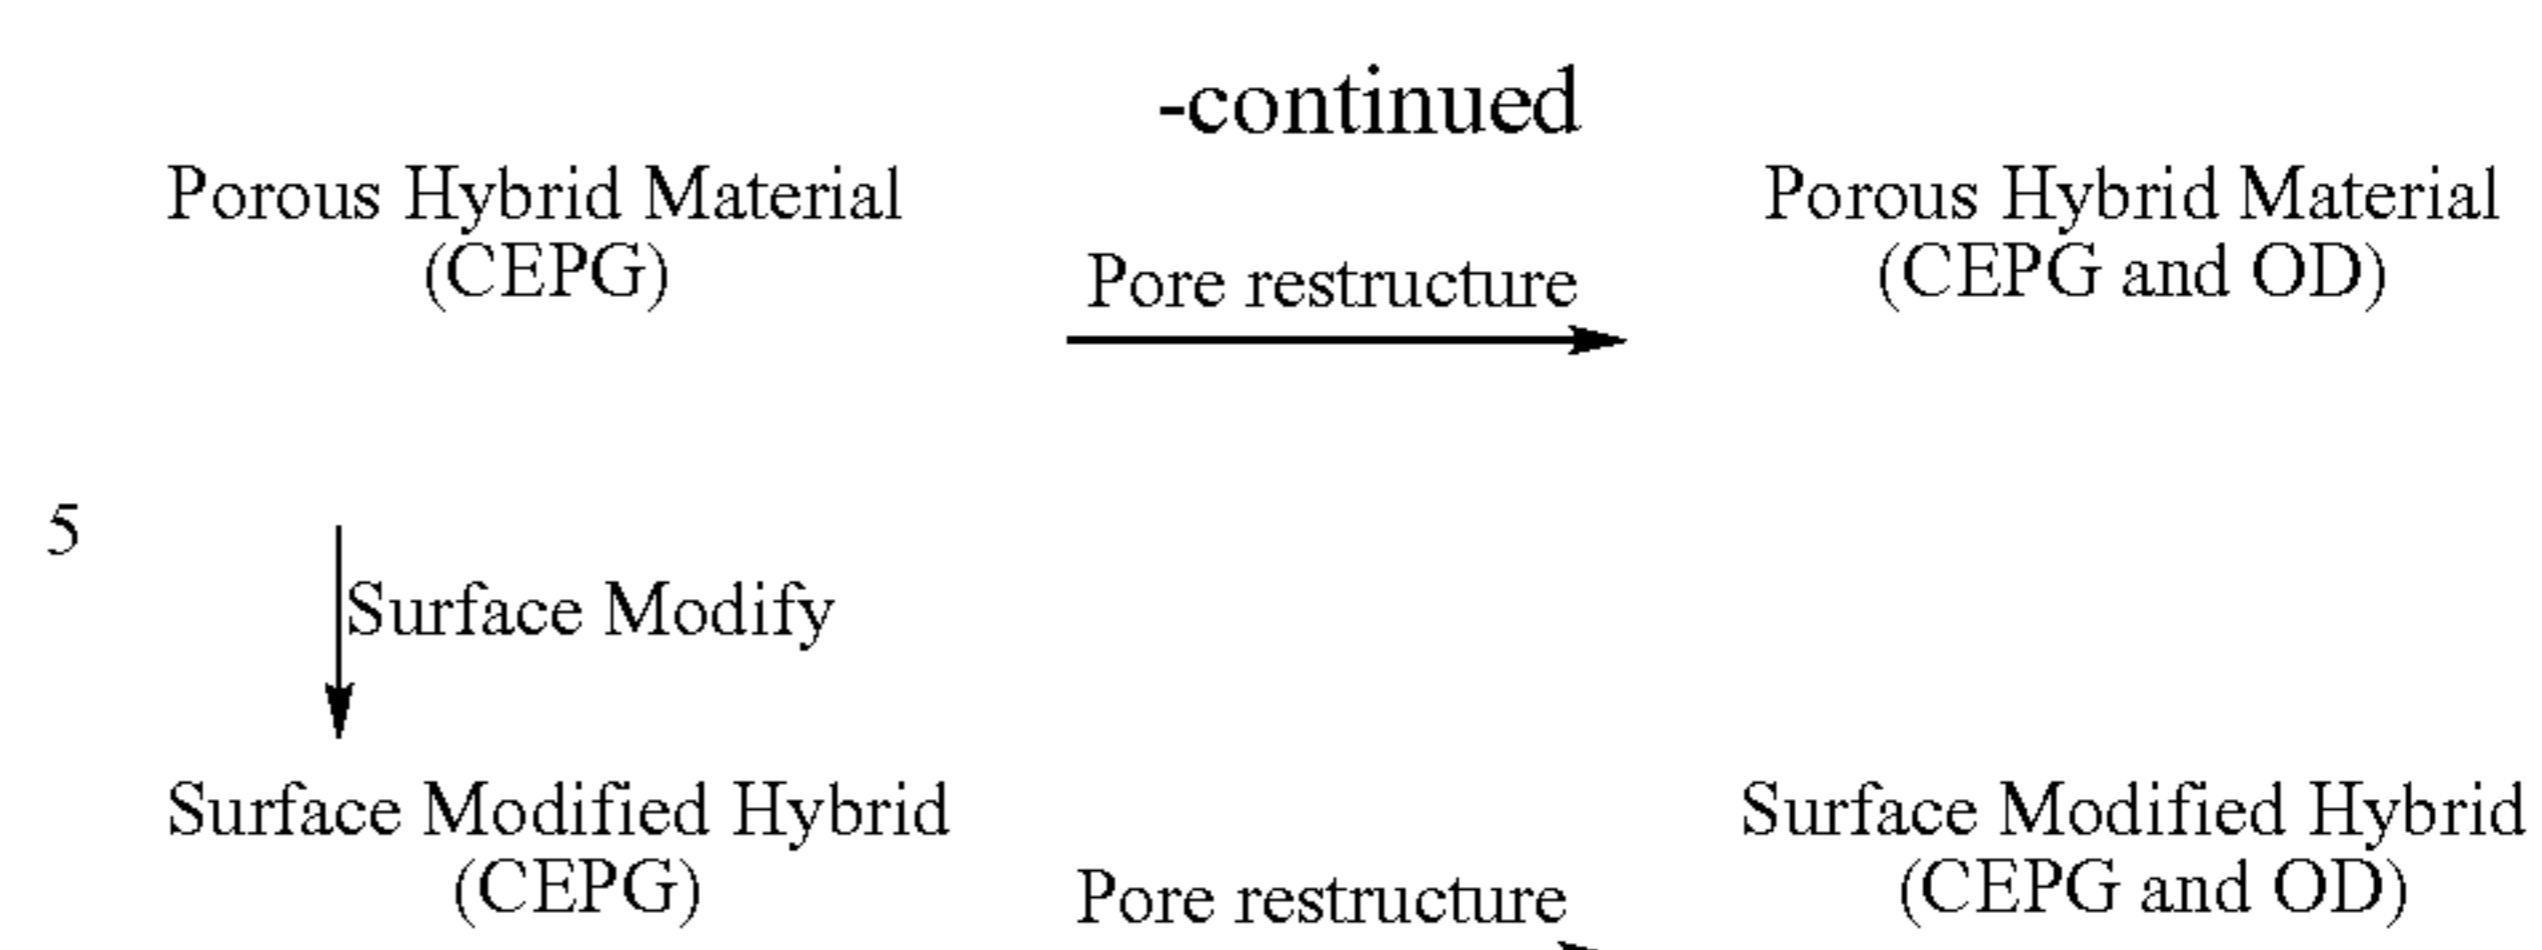 -continued
Porous Hybrid Material
(CEPG)
Pore restructure
Porous Hybrid Material
(CEPG and OD)
5
Surface Modify
Surface Modified Hybrid
(CEPG)
Pore restructure
Surface Modified Hybrid
(CEPG and OD)